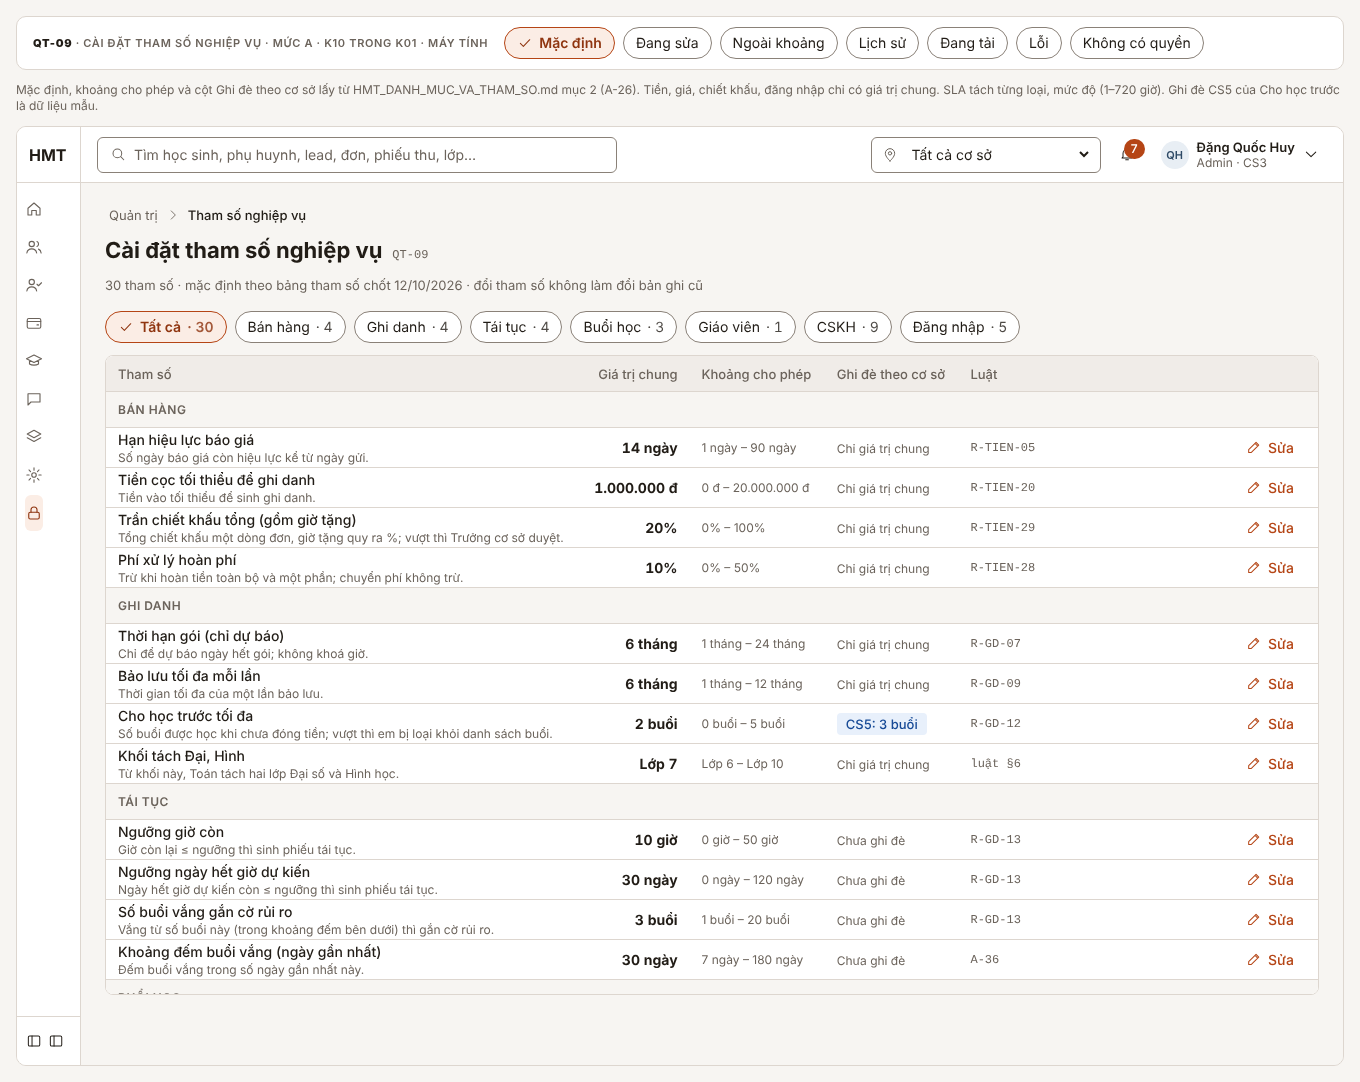 QT-09 · CÀI ĐẶT THAM SỐ NGHIỆP VỤ · MỨC A · K10 TRONG K01 · MÁY TÍNH
Mặc định
Đang sửa
Ngoài khoảng
Lịch sử
Đang tải
Lỗi
Không có quyền
Mặc định, khoảng cho phép và cột Ghi đè theo cơ sở lấy từ HMT_DANH_MUC_VA_THAM_SO.md mục 2 (A-26). Tiền, giá, chiết khấu, đăng nhập chỉ có giá trị chung. SLA tách từng loại, mức độ (1–720 giờ). Ghi đè CS5 của Cho học trước
là dữ liệu mẫu.
HMT
Tìm học sinh, phụ huynh, lead, đơn, phiếu thu, lớp...
Tất cả cơ sở
7
QH
Đặng Quốc Huy
Admin · CS3
Quản trị
Tham số nghiệp vụ
Cài đặt tham số nghiệp vụ QT-09
30 tham số · mặc định theo bảng tham số chốt 12/10/2026 · đổi tham số không làm đổi bản ghi cũ
Tất cả · 30
Bán hàng · 4
Ghi danh · 4
Tái tục · 4
Buổi học · 3
Giáo viên · 1
CSKH · 9
Đăng nhập · 5
Tham số Giá trị chung Khoảng cho phép Ghi đè theo cơ sở Luật
BÁN HÀNG
Hạn hiệu lực báo giá
Số ngày báo giá còn hiệu lực kể từ ngày gửi.
14 ngày 1 ngày – 90 ngày Chỉ giá trị chung R-TIEN-05 Sửa
Tiền cọc tối thiểu để ghi danh
Tiền vào tối thiểu để sinh ghi danh.
1.000.000 đ 0 đ – 20.000.000 đ Chỉ giá trị chung R-TIEN-20 Sửa
Trần chiết khấu tổng (gồm giờ tặng)
Tổng chiết khấu một dòng đơn, giờ tặng quy ra %; vượt thì Trưởng cơ sở duyệt.
20% 0% – 100% Chỉ giá trị chung R-TIEN-29 Sửa
Phí xử lý hoàn phí
Trừ khi hoàn tiền toàn bộ và một phần; chuyển phí không trừ.
10% 0% – 50% Chỉ giá trị chung R-TIEN-28 Sửa
GHI DANH
Thời hạn gói (chỉ dự báo)
Chỉ để dự báo ngày hết gói; không khoá giờ.
6 tháng 1 tháng – 24 tháng Chỉ giá trị chung R-GD-07 Sửa
Bảo lưu tối đa mỗi lần
Thời gian tối đa của một lần bảo lưu.
6 tháng 1 tháng – 12 tháng Chỉ giá trị chung R-GD-09 Sửa
Cho học trước tối đa
Số buổi được học khi chưa đóng tiền; vượt thì em bị loại khỏi danh sách buổi.
2 buổi 0 buổi – 5 buổi CS5: 3 buổi R-GD-12 Sửa
Khối tách Đại, Hình
Từ khối này, Toán tách hai lớp Đại số và Hình học.
Lớp 7 Lớp 6 – Lớp 10 Chỉ giá trị chung luật §6 Sửa
TÁI TỤC
Ngưỡng giờ còn
Giờ còn lại ≤ ngưỡng thì sinh phiếu tái tục.
10 giờ 0 giờ – 50 giờ Chưa ghi đè R-GD-13 Sửa
Ngưỡng ngày hết giờ dự kiến
Ngày hết giờ dự kiến còn ≤ ngưỡng thì sinh phiếu tái tục.
30 ngày 0 ngày – 120 ngày Chưa ghi đè R-GD-13 Sửa
Số buổi vắng gắn cờ rủi ro
Vắng từ số buổi này (trong khoảng đếm bên dưới) thì gắn cờ rủi ro.
3 buổi 1 buổi – 20 buổi Chưa ghi đè R-GD-13 Sửa
Khoảng đếm buổi vắng (ngày gần nhất)
Đếm buổi vắng trong số ngày gần nhất này.
30 ngày 7 ngày – 180 ngày Chưa ghi đè A-36 Sửa